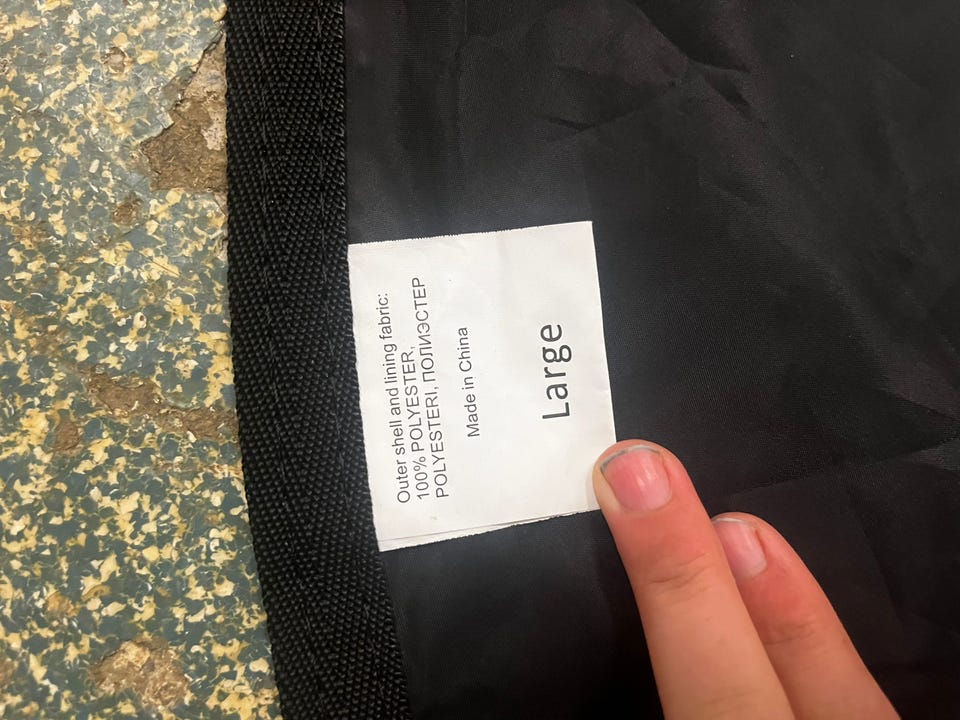 Outer shell and lining fabric:
100% POLYESTER,
POLYESTERI, ПОЛИЭСТЕР
Made in China
Large